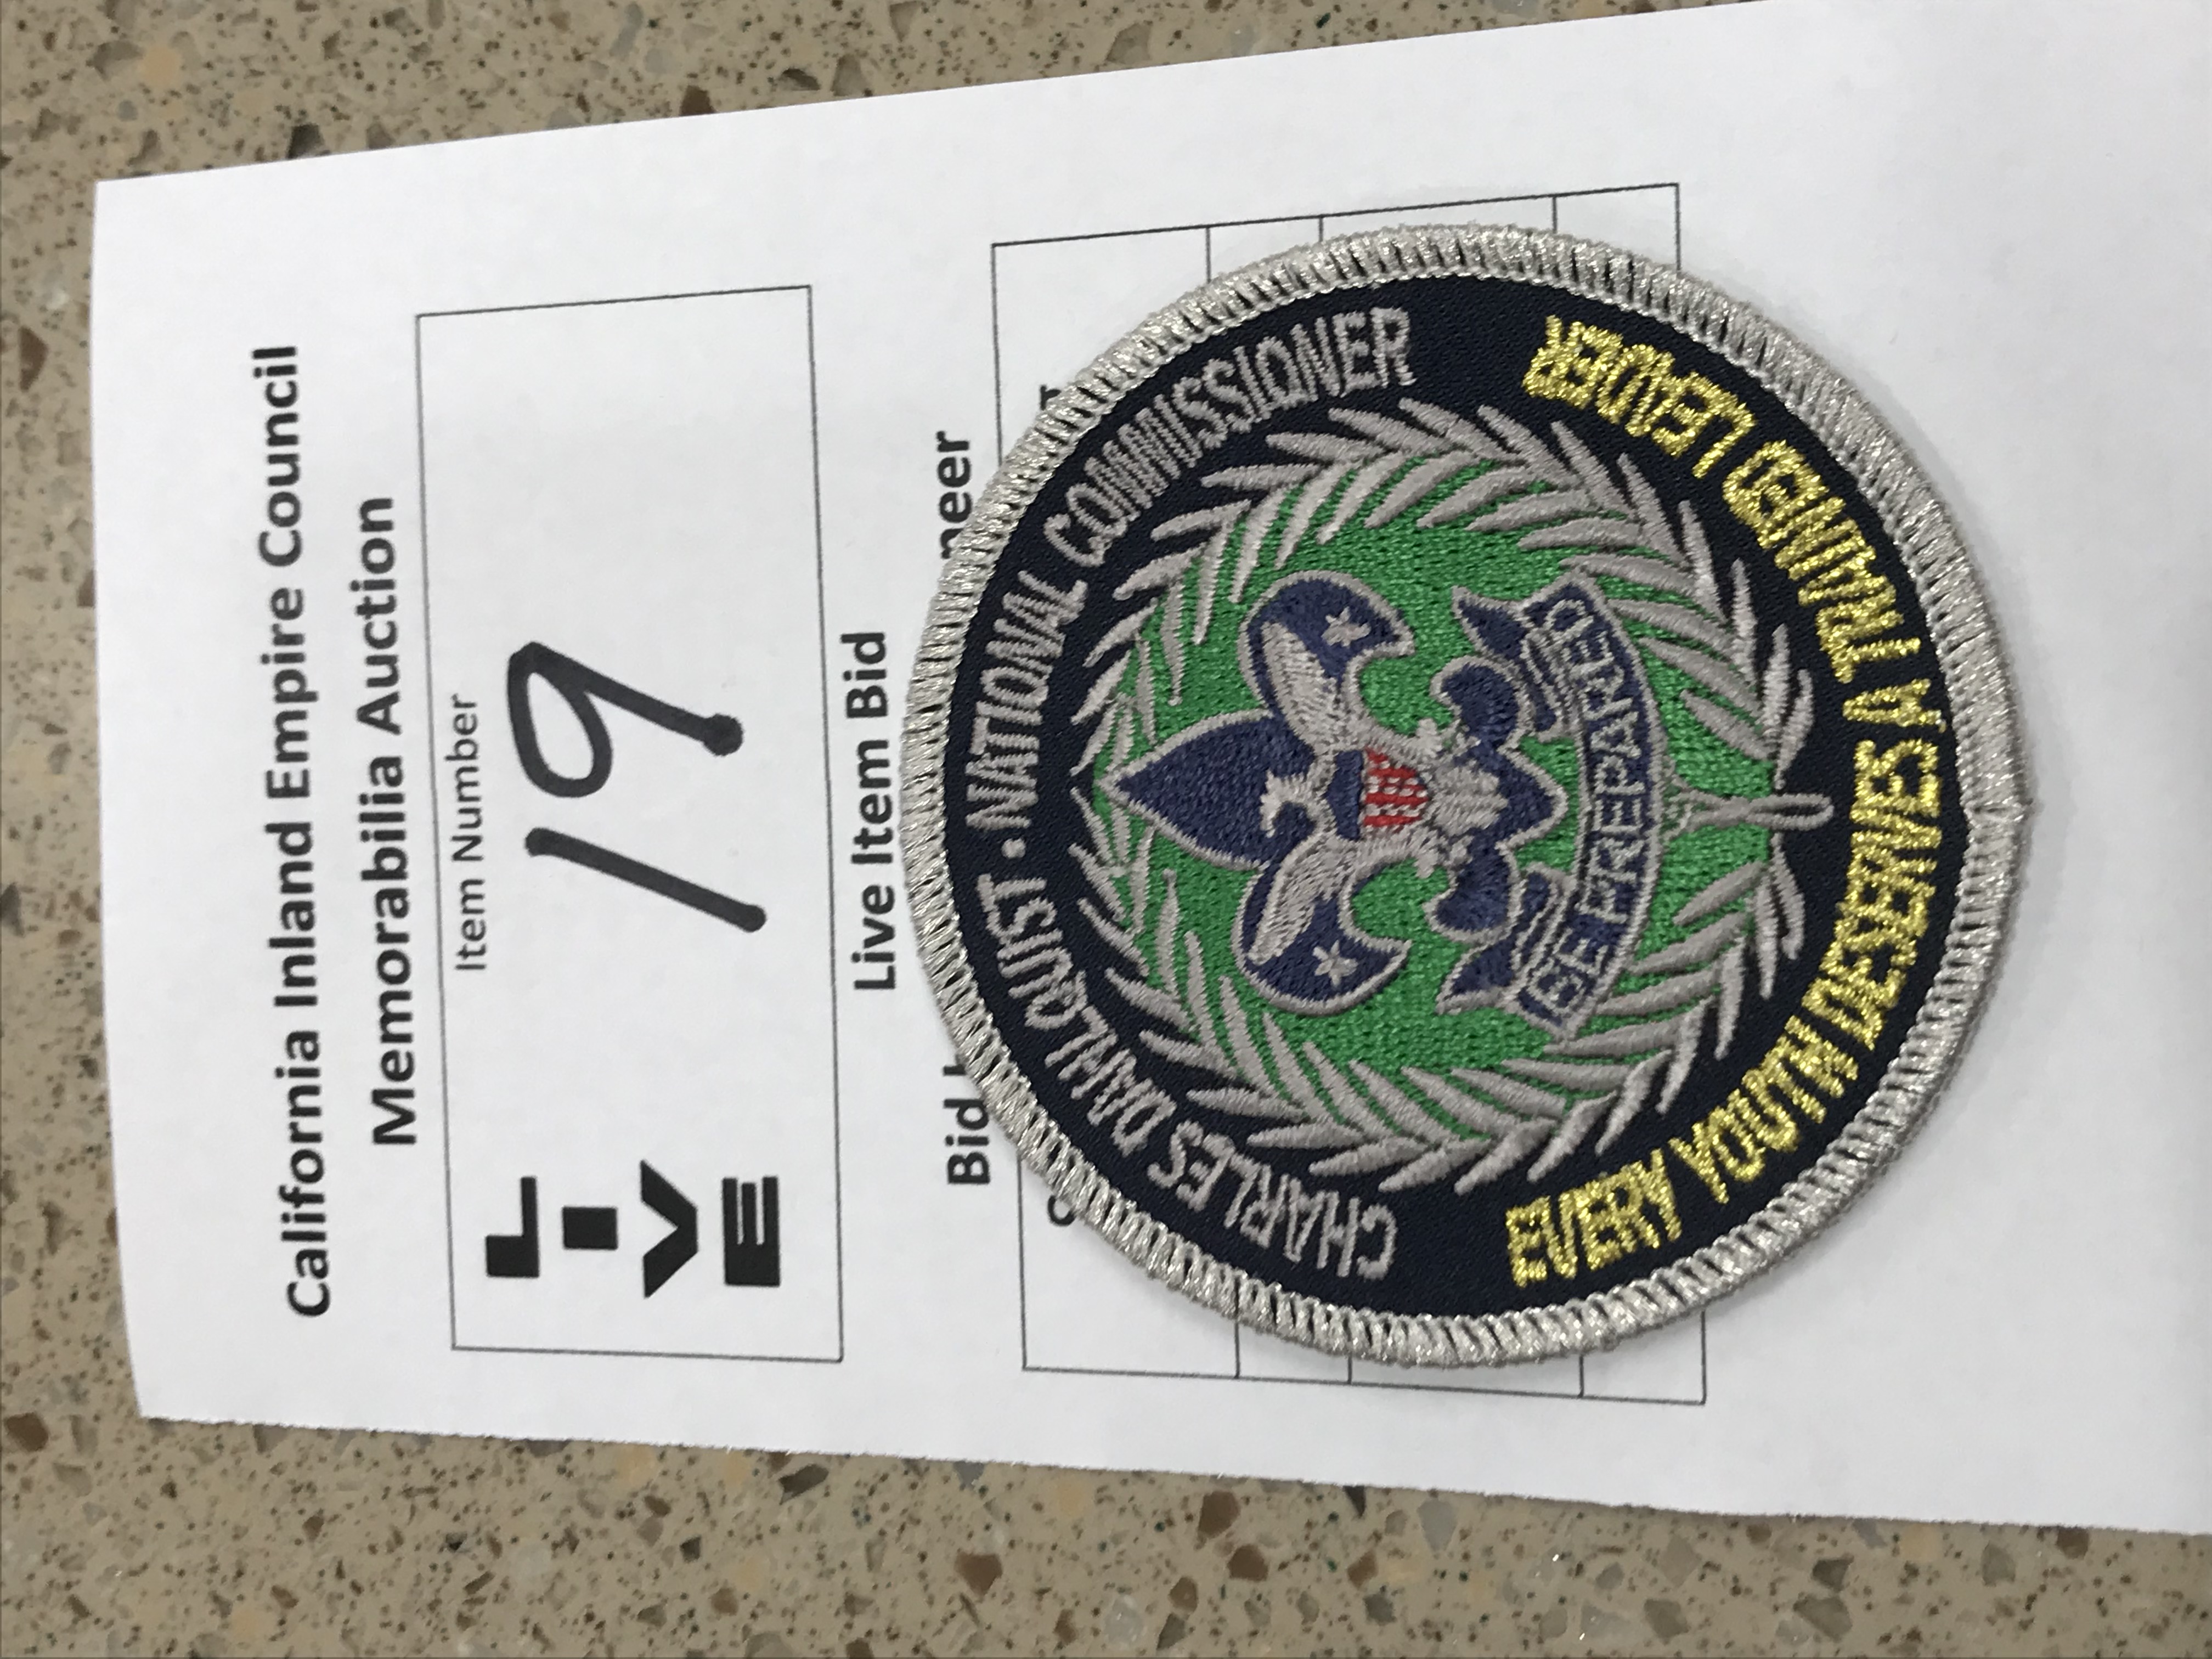 California Inland Empire Council
Memorabilia Auction
LIVE
Item Number
19
Live Item Bid
Bid
CHARLES DAHLQUIST • NATIONAL COMMISSIONER
BE PREPARED
EVERY YOUTH DESERVES A TRAINED LEADER